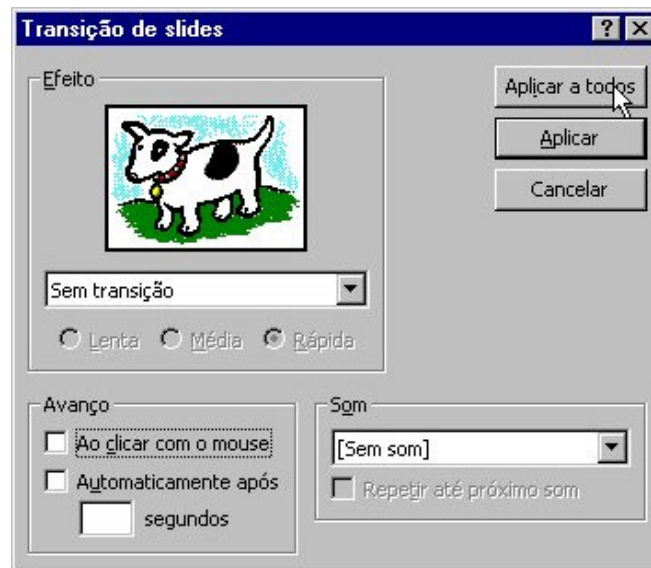 Transição de slides
Efeito
Aplicar a todos
Aplicar
Cancelar
Sem transição
Lenta Média Rápida
Avanço
Ao clicar com o mouse
Automaticamente após
segundos
Som
[Sem som]
Repetir até próximo som